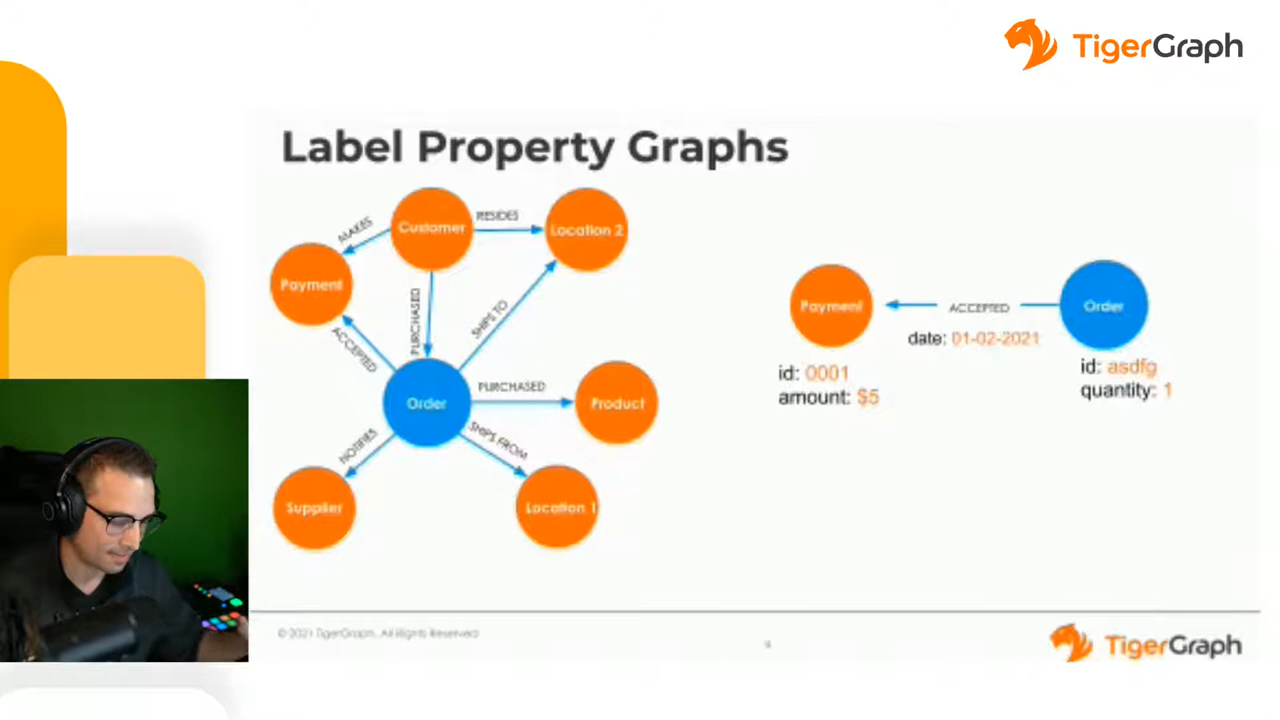 TigerGraph
Label Property Graphs
Customer
RESIDES
Location 2
MAKES
Payment
PURCHASED
SHIPS TO
ACCEPTED
Order
PURCHASED
Product
NOTIFIES
SHIPS FROM
Supplier
Location 1
Payment
ACCEPTED
Order
date: 01-02-2021
id: 0001
amount: $5
id: asdfg
quantity: 1
© 2021 TigerGraph. All Rights Reserved
TigerGraph